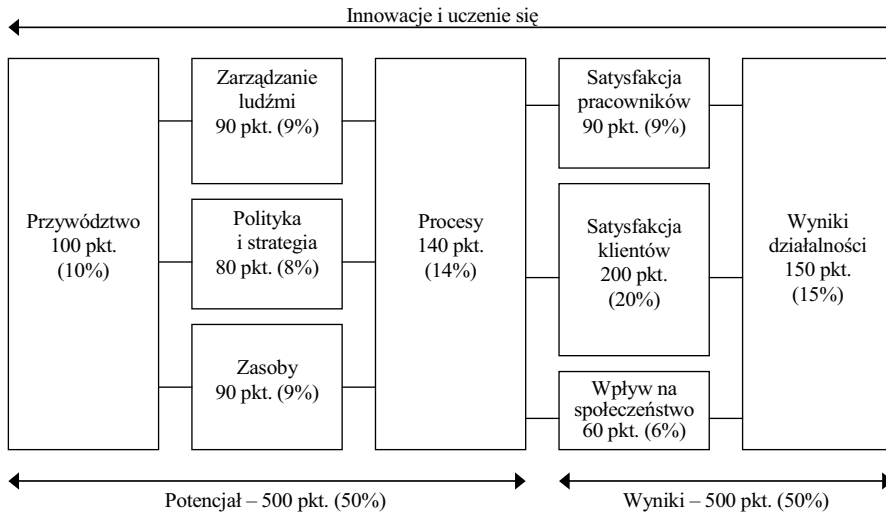 Innowacje i uczenie się
Przywództwo
100 pkt.
(10%)
Zarządzanie
ludźmi
90 pkt. (9%)
Polityka
i strategia
80 pkt. (8%)
Zasoby
90 pkt. (9%)
Procesy
140 pkt.
(14%)
Satysfakcja
pracowników
90 pkt. (9%)
Satysfakcja
klientów
200 pkt.
(20%)
Wpływ na
społeczeństwo
60 pkt. (6%)
Wyniki
działalności
150 pkt.
(15%)
Potencjał – 500 pkt. (50%)
Wyniki – 500 pkt. (50%)